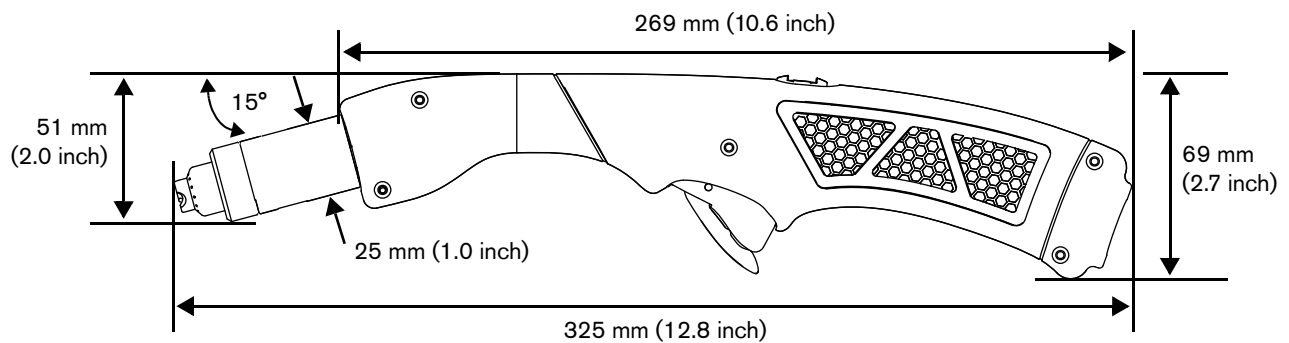 269 mm (10.6 inch)
15°
51 mm
(2.0 inch)
69 mm
(2.7 inch)
25 mm (1.0 inch)
325 mm (12.8 inch)